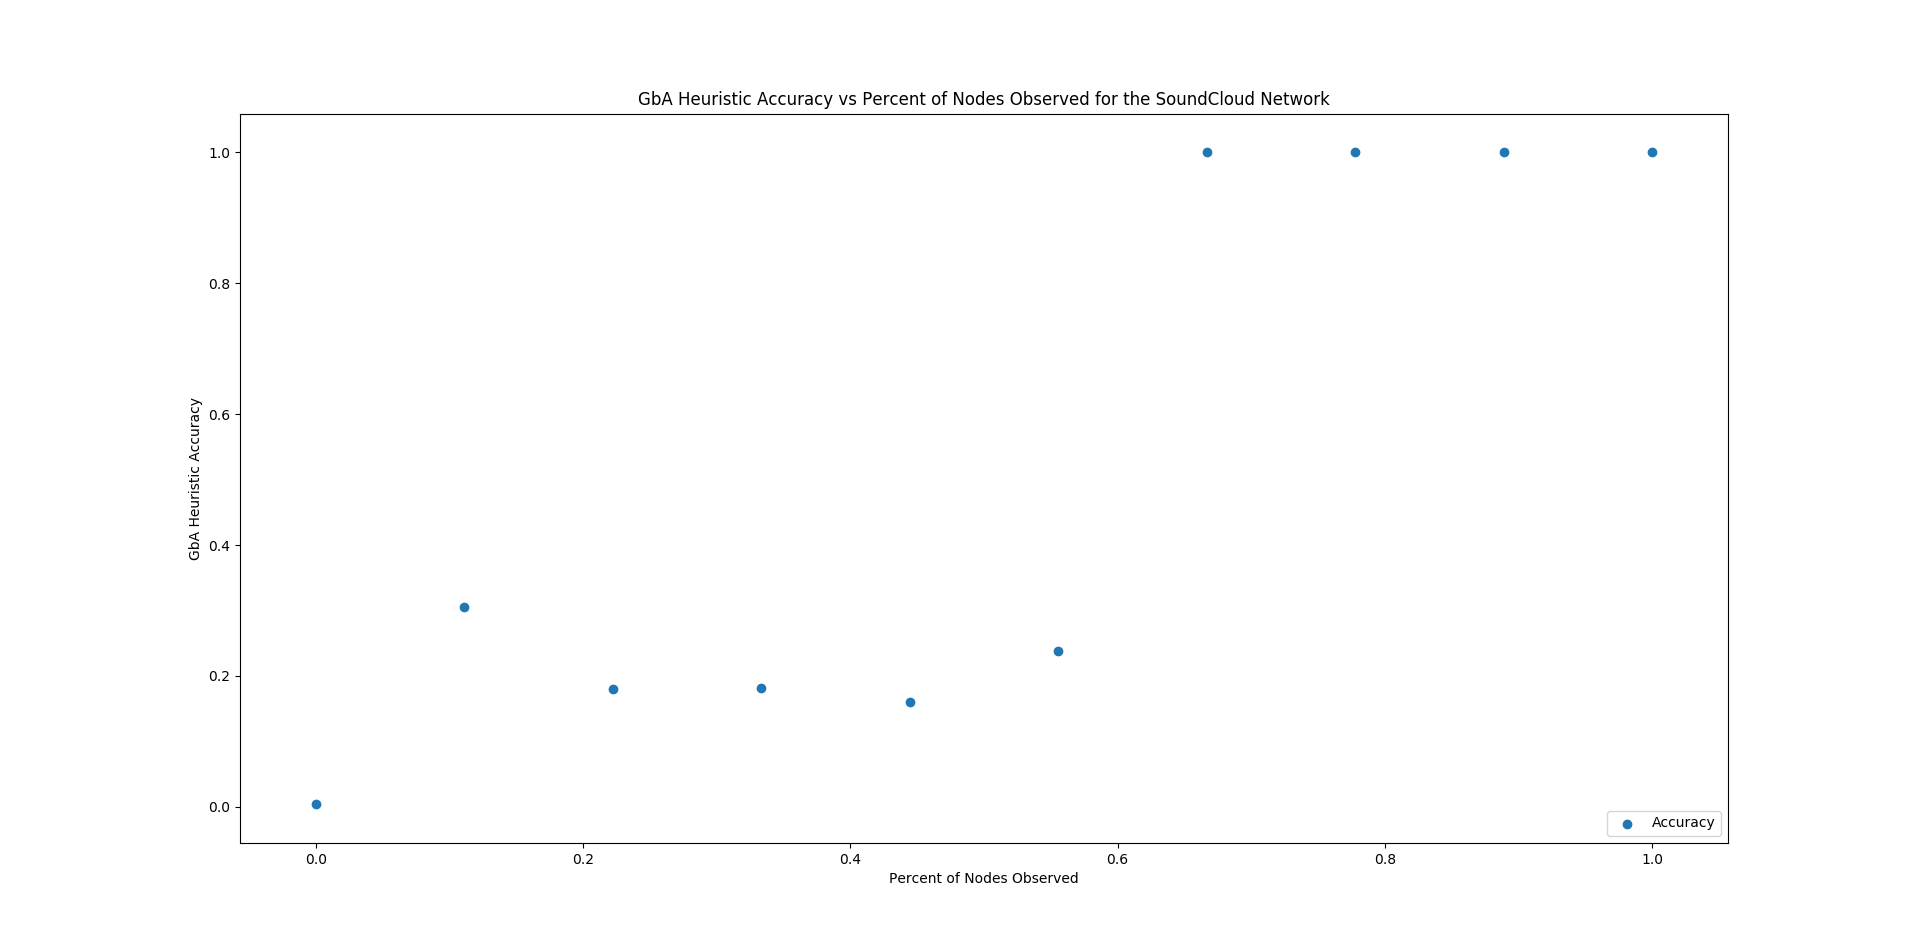 GbA Heuristic Accuracy vs Percent of Nodes Observed for the SoundCloud Network
1.0
0.8
0.6
0.4
0.2
0.0
GbA Heuristic Accuracy
Accuracy
0.0 0.2 0.4 0.6 0.8 1.0
Percent of Nodes Observed